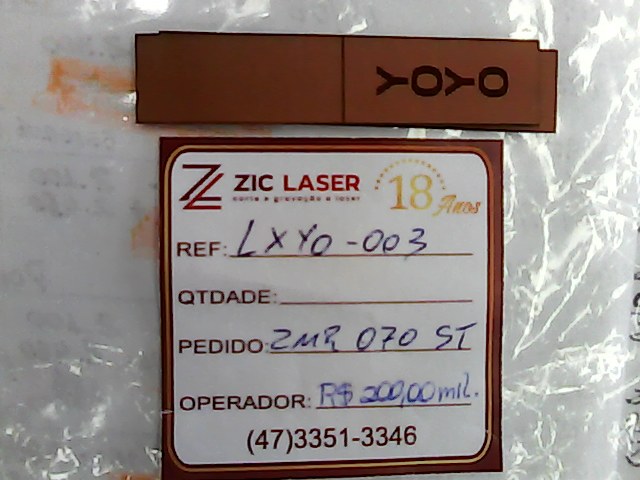 YOYO
ZIC LASER 18 Anos
corte e gravação a laser
REF: LXYO-003
QTDADE:
PEDIDO: ZMR 070 ST
OPERADOR: R$ 200,00 mil.
(47)3351-3346